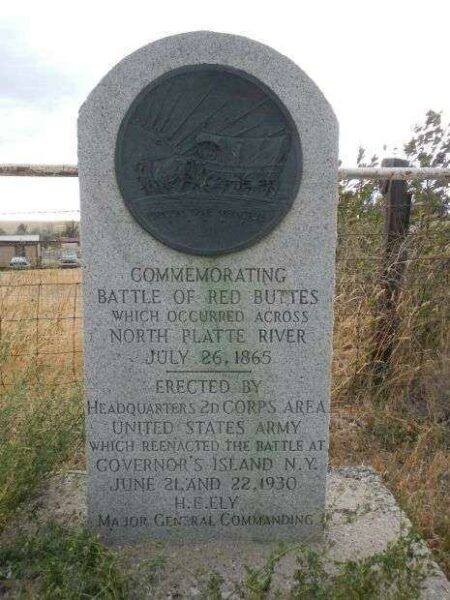 COMMEMORATING
BATTLE OF RED BUTTES
WHICH OCCURRED ACROSS
NORTH PLATTE RIVER
JULY 26, 1865
ERECTED BY
HEADQUARTERS 2D CORPS AREA
UNITED STATES ARMY
WHICH REENACTED THE BATTLE AT
GOVERNOR'S ISLAND N.Y.
JUNE 21, AND 22, 1930
H.E.ELY
MAJOR GENERAL COMMANDING